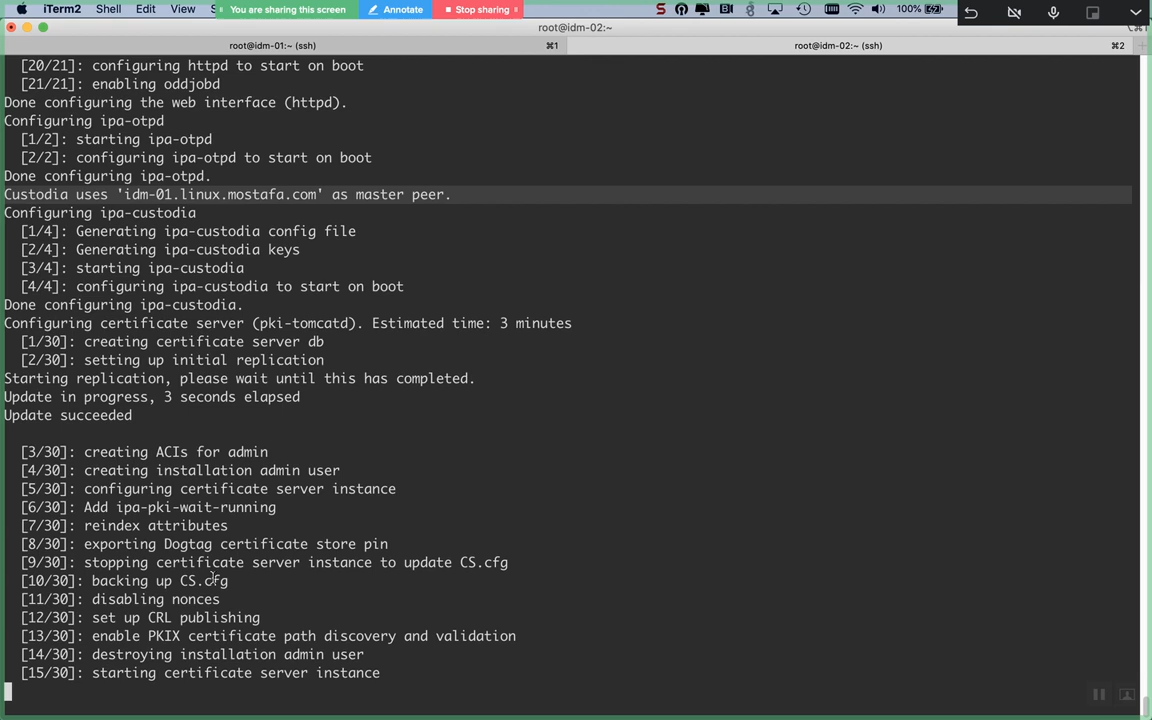 iTerm2 Shell Edit View S You are sharing this screen Annotate Stop sharing 100%
root@idm-02:~ (ssh)
root@idm-01:~ (ssh) ⌘1 root@idm-02:~ (ssh) ⌘2
[20/21]: configuring httpd to start on boot
[21/21]: enabling oddjobd
Done configuring the web interface (httpd).
Configuring ipa-otpd
[1/2]: starting ipa-otpd
[2/2]: configuring ipa-otpd to start on boot
Done configuring ipa-otpd.
Custodia uses 'idm-01.linux.mostafa.com' as master peer.
Configuring ipa-custodia
[1/4]: Generating ipa-custodia config file
[2/4]: Generating ipa-custodia keys
[3/4]: starting ipa-custodia
[4/4]: configuring ipa-custodia to start on boot
Done configuring ipa-custodia.
Configuring certificate server (pki-tomcatd). Estimated time: 3 minutes
[1/30]: creating certificate server db
[2/30]: setting up initial replication
Starting replication, please wait until this has completed.
Update in progress, 3 seconds elapsed
Update succeeded
[3/30]: creating ACIs for admin
[4/30]: creating installation admin user
[5/30]: configuring certificate server instance
[6/30]: Add ipa-pki-wait-running
[7/30]: reindex attributes
[8/30]: exporting Dogtag certificate store pin
[9/30]: stopping certificate server instance to update CS.cfg
[10/30]: backing up CS.cfg
[11/30]: disabling nonces
[12/30]: set up CRL publishing
[13/30]: enable PKIX certificate path discovery and validation
[14/30]: destroying installation admin user
[15/30]: starting certificate server instance